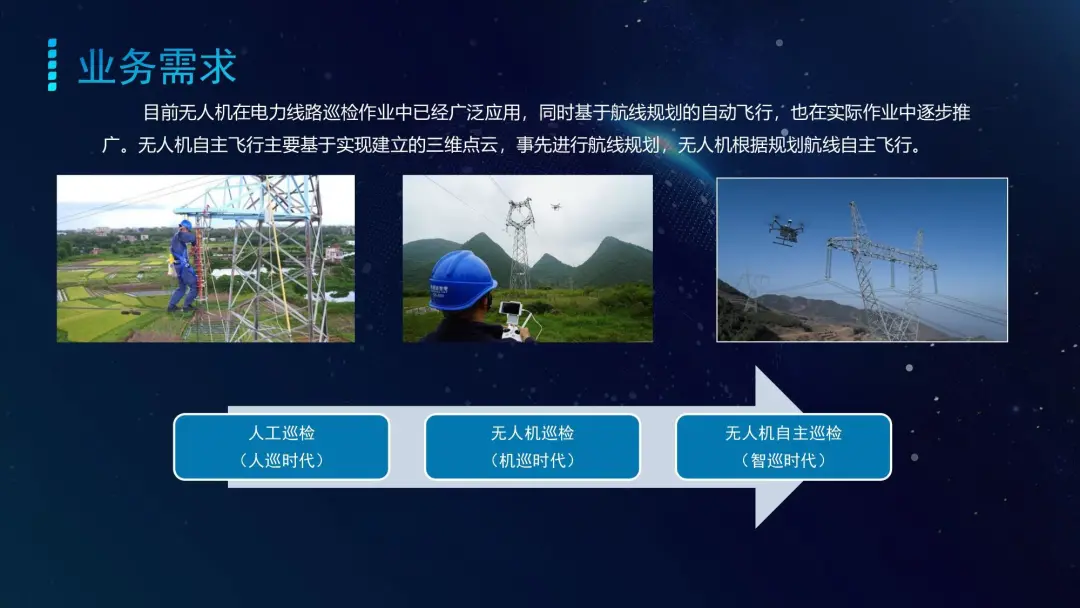 业务需求
目前无人机在电力线路巡检作业中已经广泛应用，同时基于航线规划的自动飞行，也在实际作业中逐步推
广。无人机自主飞行主要基于实现建立的三维点云，事先进行航线规划，无人机根据规划航线自主飞行。
人工巡检
（人巡时代）
无人机巡检
（机巡时代）
无人机自主巡检
（智巡时代）